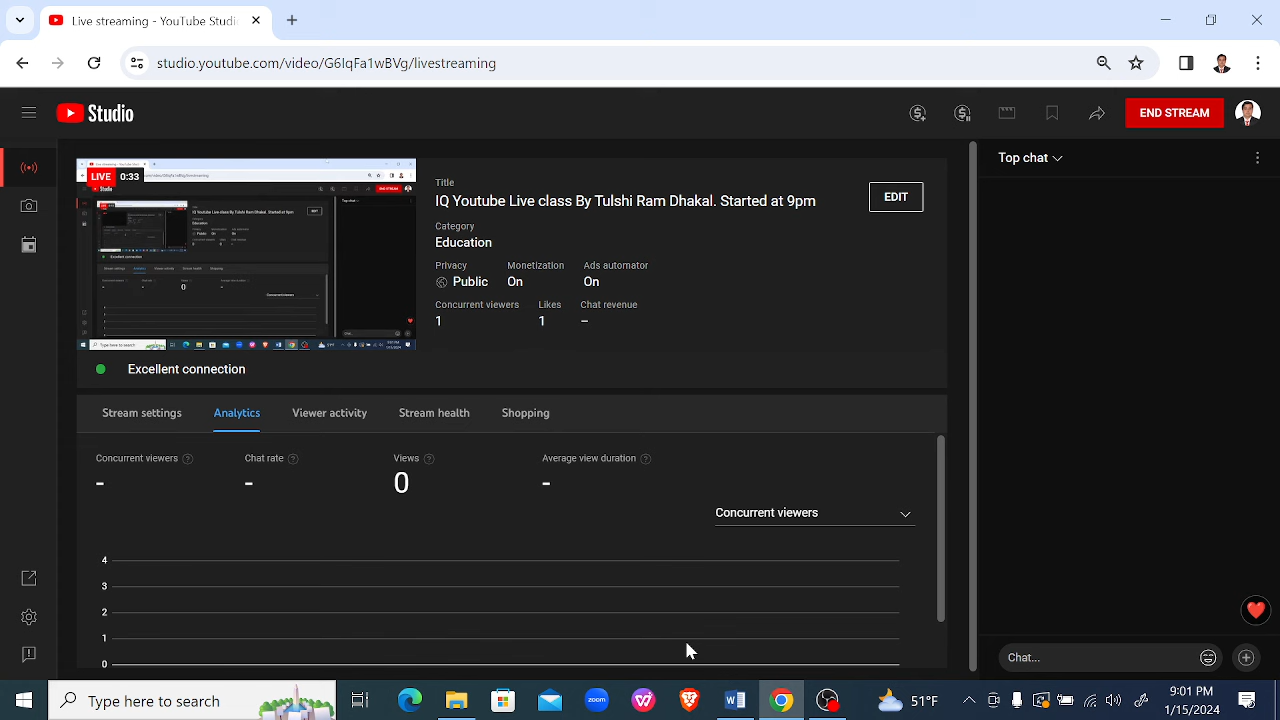 Live streaming - YouTube Studi
studio.youtube.com/video/G6IqFa1wBVg/livestreaming
Studio
END STREAM
LIVE 0:33
Title
EDIT
IQ Youtube Live class By Tulshi Ram Dhakal_Started at 9pm
Category
Education
Privacy
Monetization
Ads approved
Public
On
On
Concurrent viewers
Likes
Chat revenue
1
1
–
Excellent connection
Stream settings
Analytics
Viewer activity
Stream health
Shopping
Concurrent viewers
Chat rate
Views
Average view duration
-
-
0
-
Concurrent viewers
4
3
2
1
0
Top chat
Chat...
Type here to search
zoom
51°F
9:01 PM
1/15/2024